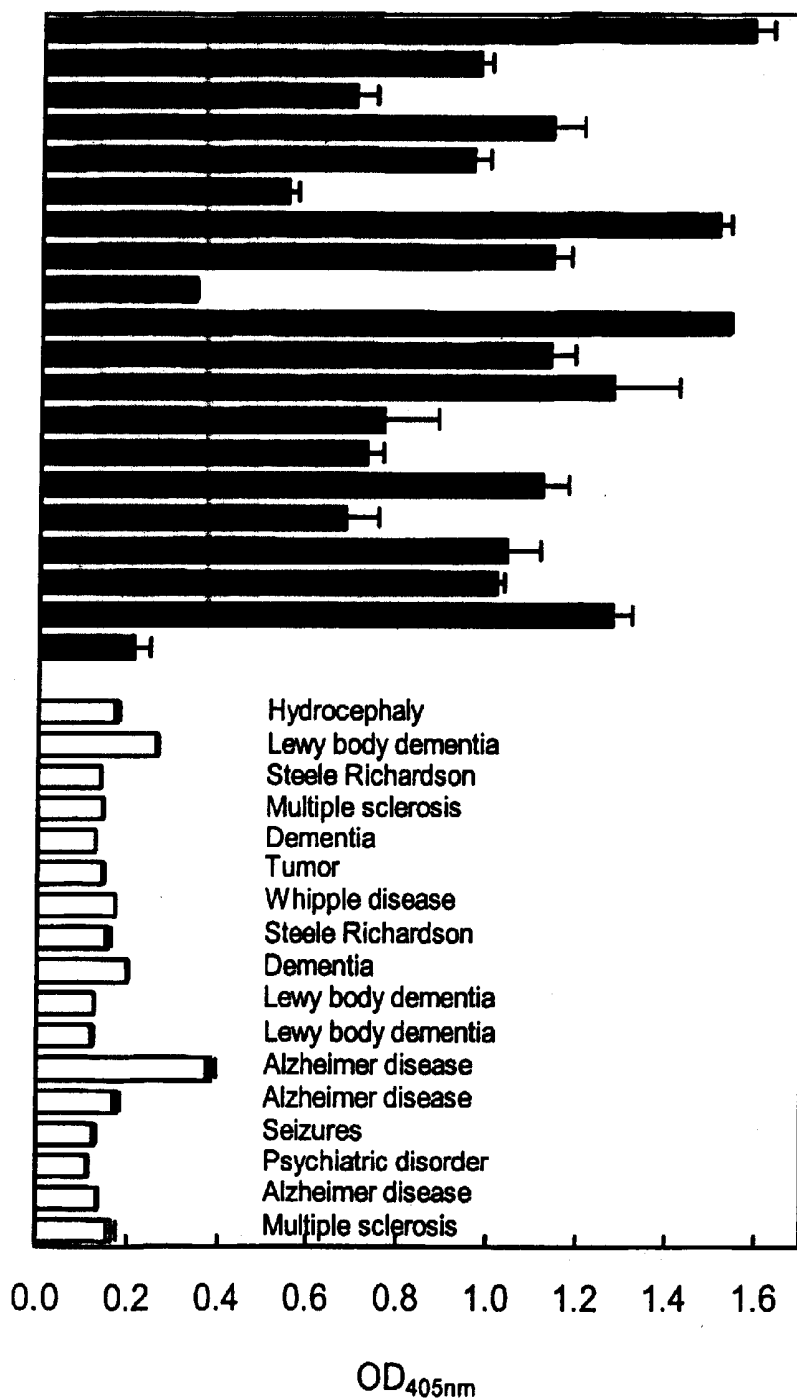 Hydrocephaly
Lewy body dementia
Steele Richardson
Multiple sclerosis
Dementia
Tumor
Whipple disease
Steele Richardson
Dementia
Lewy body dementia
Lewy body dementia
Alzheimer disease
Alzheimer disease
Seizures
Psychiatric disorder
Alzheimer disease
Multiple sclerosis
0.0 0.2 0.4 0.6 0.8 1.0 1.2 1.4 1.6
OD405nm